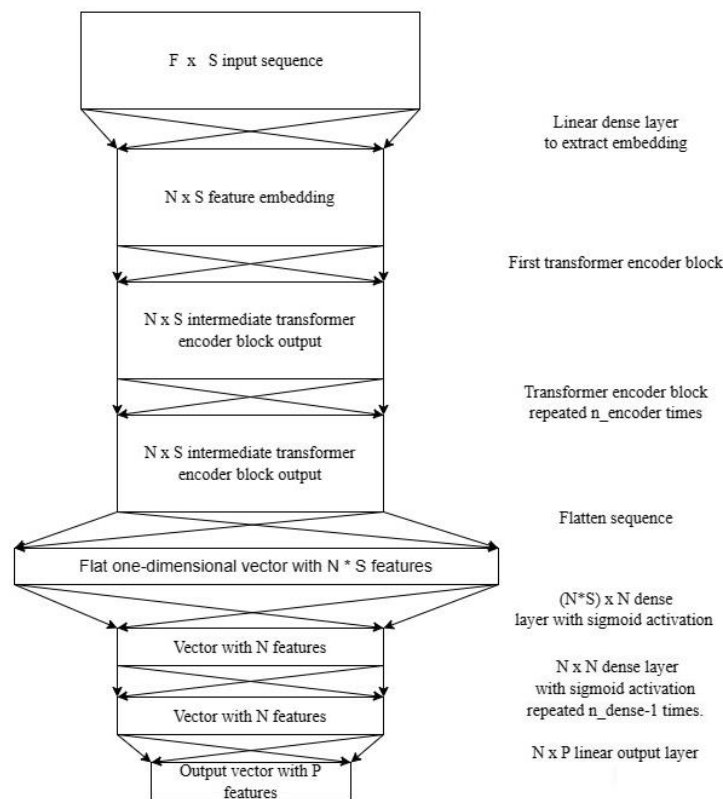 F x S input sequence
Linear dense layer
to extract embedding
N x S feature embedding
First transformer encoder block
N x S intermediate transformer
encoder block output
Transformer encoder block
repeated n_encoder times
N x S intermediate transformer
encoder block output
Flatten sequence
Flat one-dimensional vector with N * S features
(N*S) x N dense
layer with sigmoid activation
Vector with N features
N x N dense layer
with sigmoid activation
repeated n_dense-1 times.
Vector with N features
N x P linear output layer
Output vector with P
features